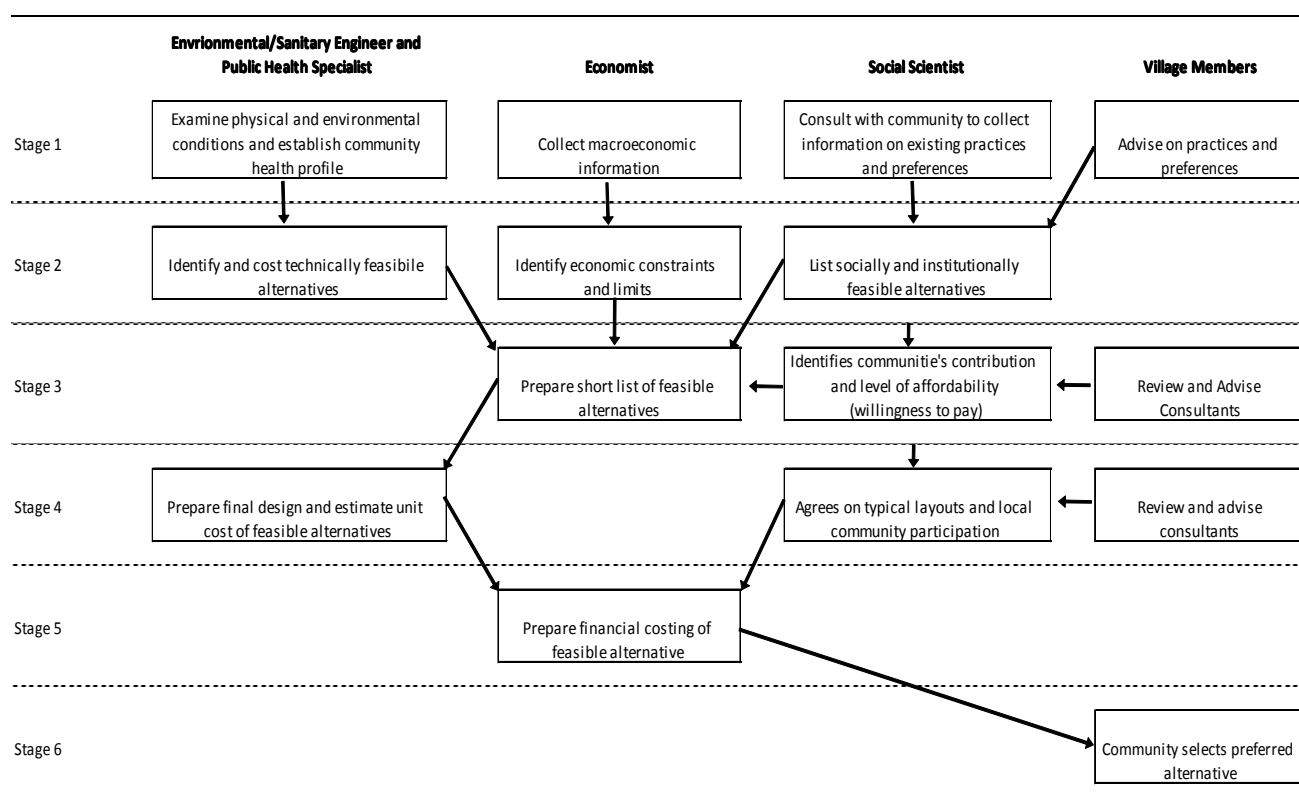 Envrionmental/Sanitary Engineer and
Public Health Specialist
Economist
Social Scientist
Village Members
Stage 1
Examine physical and environmental
conditions and establish community
health profile
Collect macroeconomic
information
Consult with community to collect
information on existing practices
and preferences
Advise on practices and
preferences
Stage 2
Identify and cost technically feasibile
alternatives
Identify economic constraints
and limits
List socially and institutionally
feasible alternatives
Stage 3
Prepare short list of feasible
alternatives
Identifies communitie's contribution
and level of affordability
(willingness to pay)
Review and Advise
Consultants
Stage 4
Prepare final design and estimate unit
cost of feasible alternatives
Agrees on typical layouts and local
community participation
Review and advise
consultants
Stage 5
Prepare financial costing of
feasible alternative
Stage 6
Community selects preferred
alternative